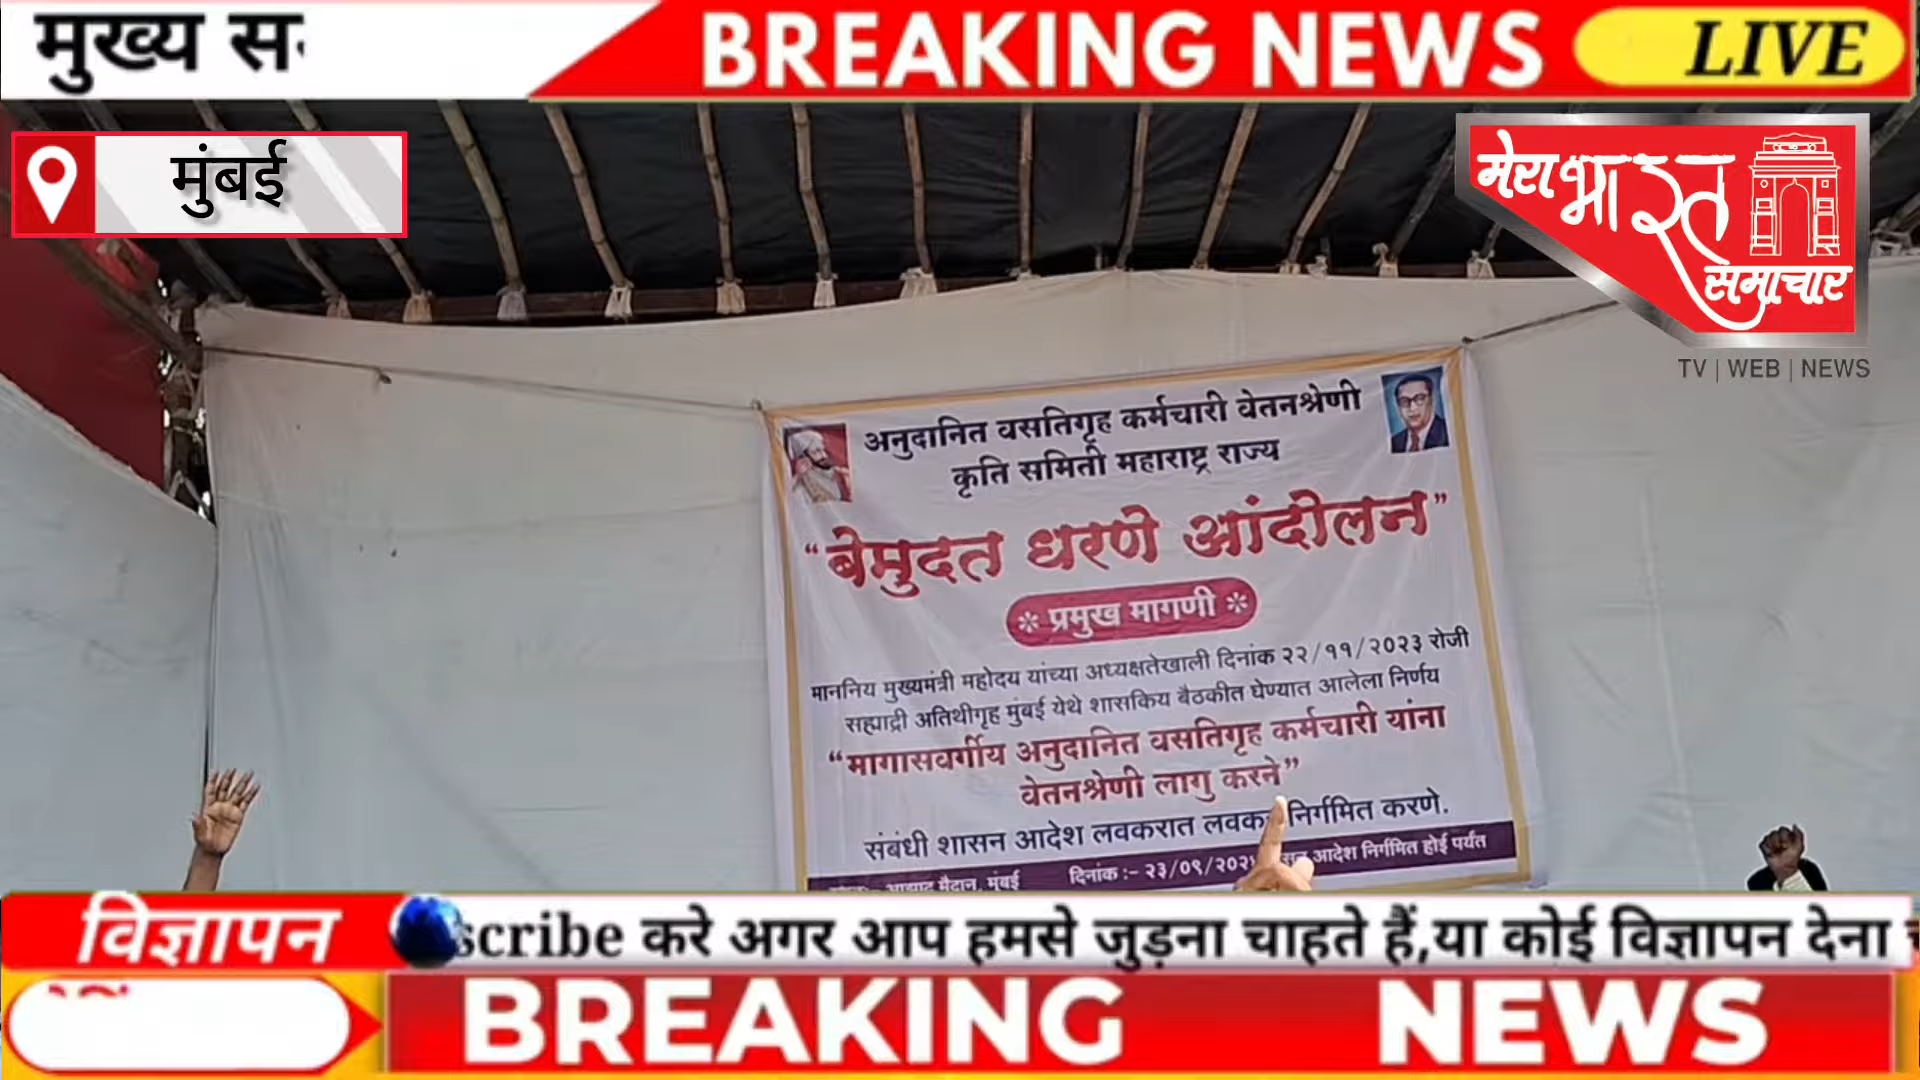 मुख्य
BREAKING NEWS
LIVE
मुंबई
मेरा भारत
समाचार
TV | WEB | NEWS
अनुदानित वसतिगृह कर्मचारी वेतनश्रेणी
कृति समिती महाराष्ट्र राज्य
“बेमुदत धरणे आंदोलन”
* प्रमुख मागणी *
माननिय मुख्यमंत्री महोदय यांच्या अध्यक्षतेखाली दिनांक २२/११/२०२३ रोजी
सह्याद्री अतिथीगृह मुंबई येथे शासकिय बैठकीत घेण्यात आलेला निर्णय
“मागासवर्गीय अनुदानित वसतिगृह कर्मचारी यांना
वेतनश्रेणी लागु करने”
संबंधी शासन आदेश लवकरात निर्गमित करणे.
मैदान, मुंबई दिनांक :- २३/०९/२०२ आदेश निर्गमित होई पर्यंत
विज्ञापन
scribe करे अगर आप हमसे जुड़ना चाहते हैं,या कोई विज्ञापन देना
BREAKING NEWS